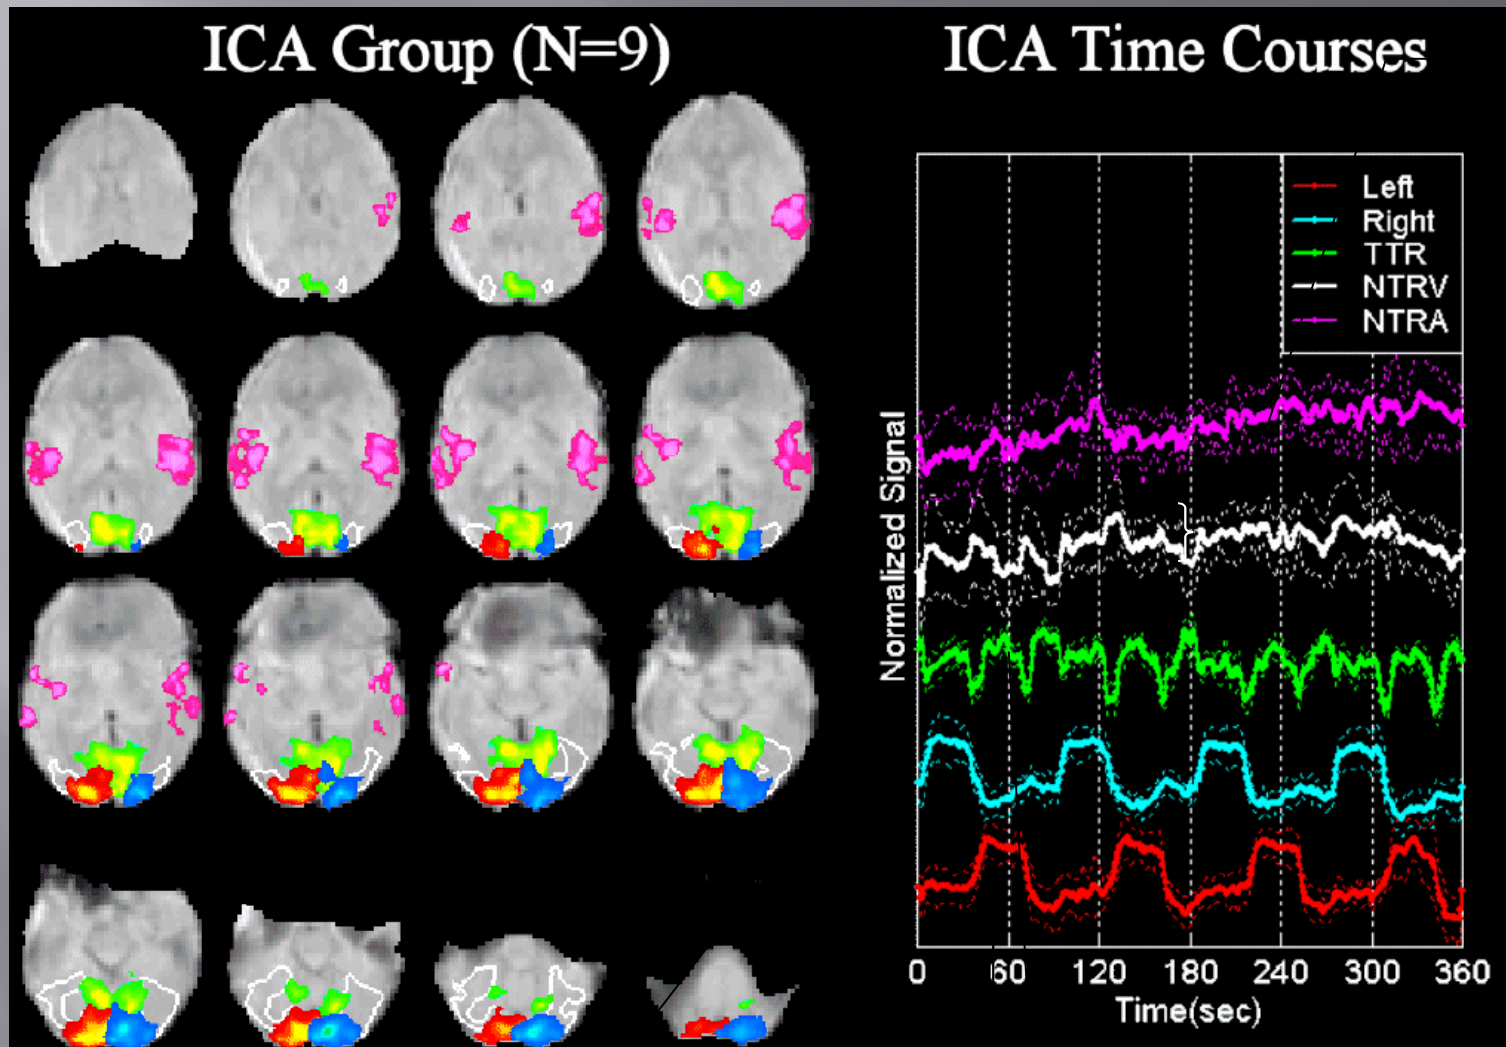 ICA Group (N=9)
ICA Time Courses
Left
Right
TTR
NTRV
NTRA
Normalized Signal
0 60 120 180 240 300 360
Time(sec)